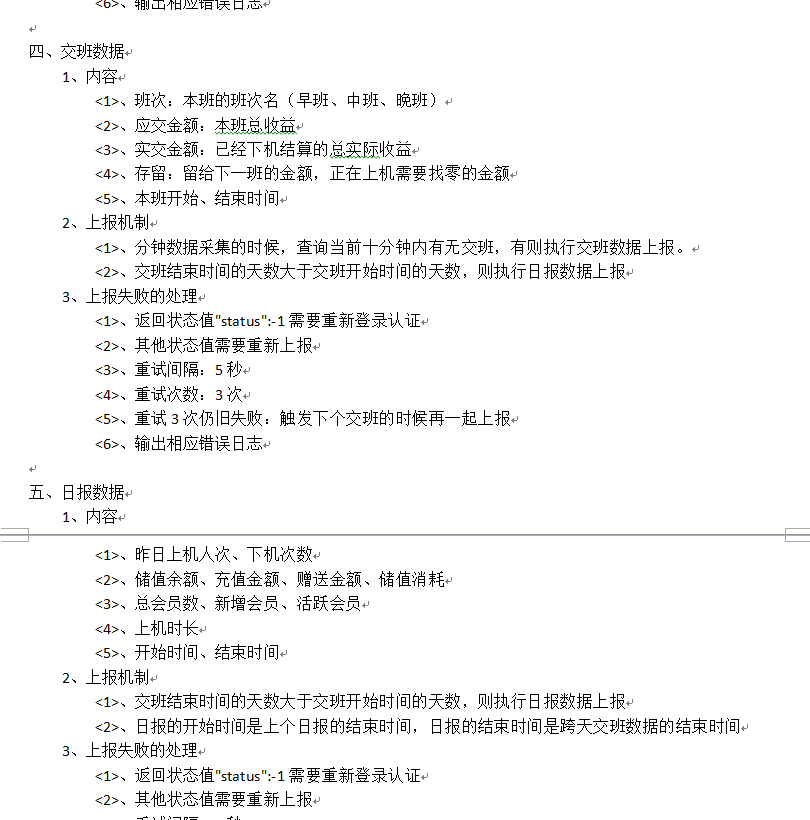 <6>、输出相应错误日志
四、交班数据
1、内容
<1>、班次：本班的班次名（早班、中班、晚班）
<2>、应交金额：本班总收益
<3>、实交金额：已经下机结算的总实际收益
<4>、存留：留给下一班的金额，正在上机需要找零的金额
<5>、本班开始、结束时间
2、上报机制
<1>、分钟数据采集的时候，查询当前十分钟内有无交班，有则执行交班数据上报。
<2>、交班结束时间的天数大于交班开始时间的天数，则执行日报数据上报
3、上报失败的处理
<1>、返回状态值"status":-1 需要重新登录认证
<2>、其他状态值需要重新上报
<3>、重试间隔：5 秒
<4>、重试次数：3 次
<5>、重试 3 次仍旧失败：触发下个交班的时候再一起上报
<6>、输出相应错误日志
五、日报数据
1、内容
<1>、昨日上机人次、下机次数
<2>、储值余额、充值金额、赠送金额、储值消耗
<3>、总会员数、新增会员、活跃会员
<4>、上机时长
<5>、开始时间、结束时间
2、上报机制
<1>、交班结束时间的天数大于交班开始时间的天数，则执行日报数据上报
<2>、日报的开始时间是上个日报的结束时间，日报的结束时间是跨天交班数据的结束时间
3、上报失败的处理
<1>、返回状态值"status":-1 需要重新登录认证
<2>、其他状态值需要重新上报